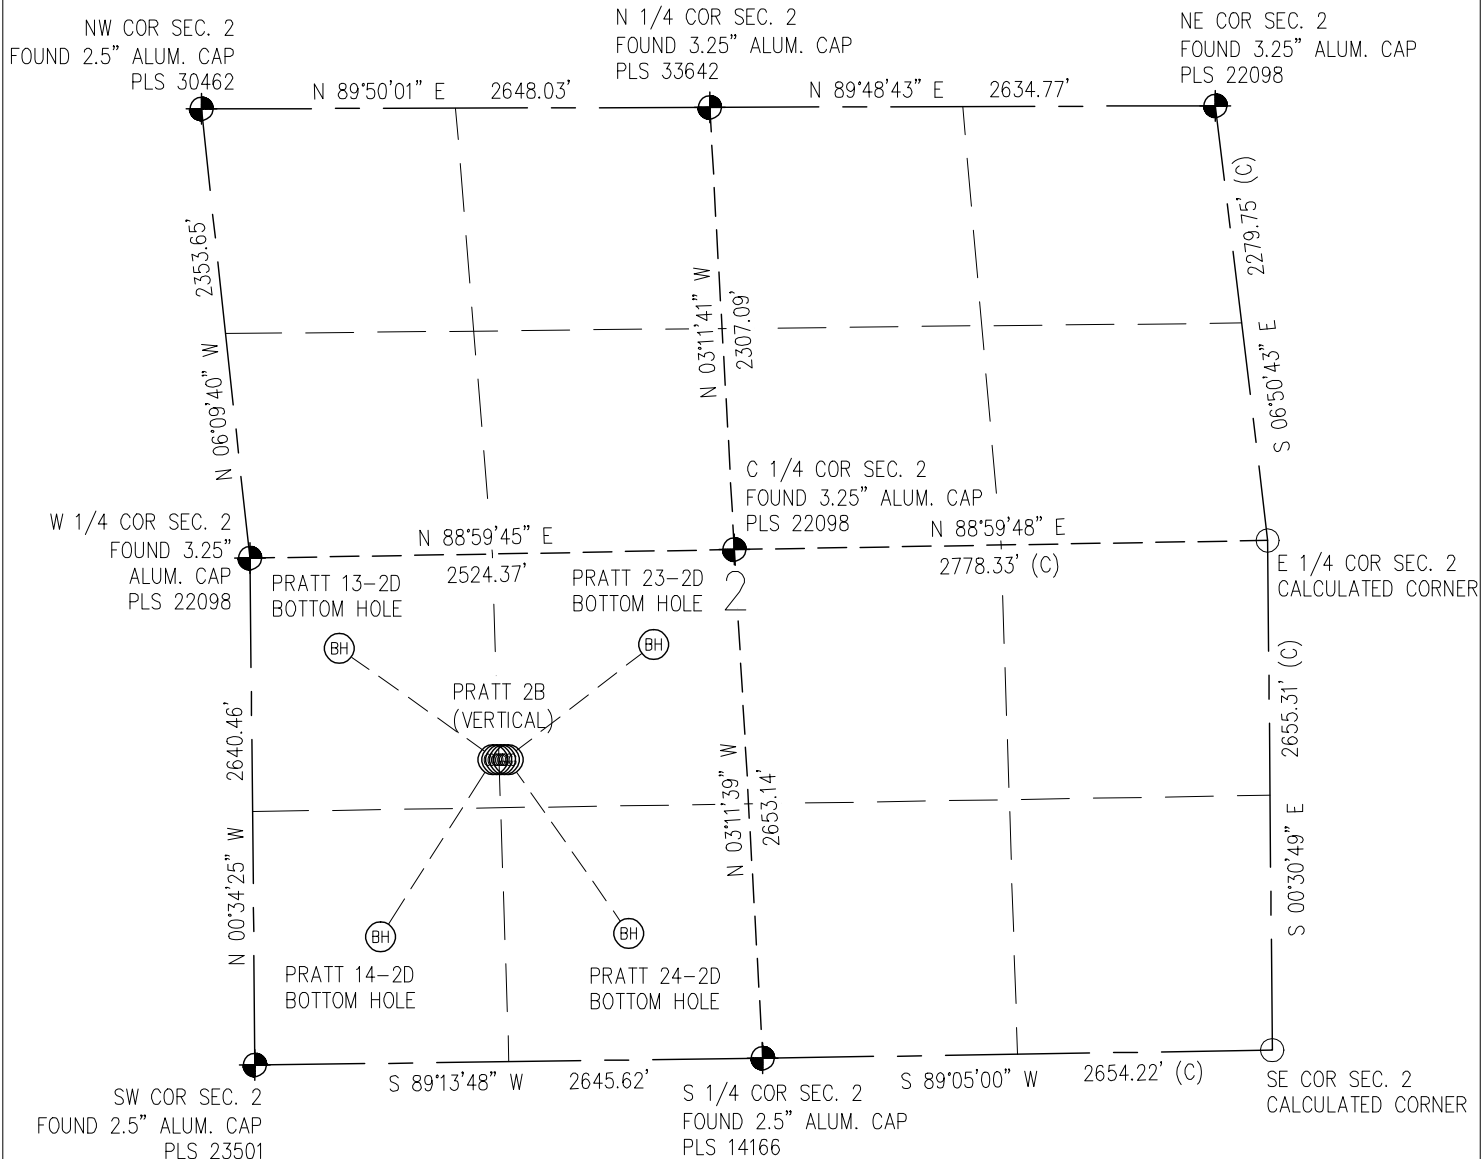 NW COR SEC. 2
FOUND 2.5" ALUM. CAP
PLS 30462
N 1/4 COR SEC. 2
FOUND 3.25" ALUM. CAP
PLS 33642
NE COR SEC. 2
FOUND 3.25" ALUM. CAP
PLS 22098
N 89°50'01" E 2648.03'
N 89°48'43" E 2634.77'
2353.65'
N 06°09'40" W
N 03°11'41" W
2307.09'
2279.75' (C)
S 06°50'43" E
W 1/4 COR SEC. 2
FOUND 3.25"
ALUM. CAP
PLS 22098
N 88°59'45" E
2524.37'
C 1/4 COR SEC. 2
FOUND 3.25" ALUM. CAP
PLS 22098
N 88°59'48" E
2778.33' (C)
E 1/4 COR SEC. 2
CALCULATED CORNER
PRATT 13-2D
BOTTOM HOLE
BH
PRATT 23-2D
BOTTOM HOLE
BH
2
PRATT 2B
(VERTICAL)
2640.46'
N 00°34'25" W
N 03°11'39" W
2653.14'
2655.31' (C)
S 00°30'49" E
BH
PRATT 14-2D
BOTTOM HOLE
BH
PRATT 24-2D
BOTTOM HOLE
S 89°13'48" W 2645.62'
S 89°05'00" W 2654.22' (C)
SW COR SEC. 2
FOUND 2.5" ALUM. CAP
PLS 23501
S 1/4 COR SEC. 2
FOUND 2.5" ALUM. CAP
PLS 14166
SE COR SEC. 2
CALCULATED CORNER